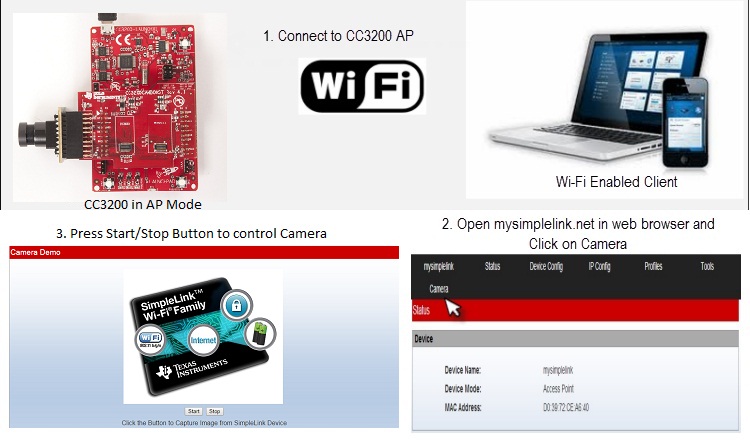 1. Connect to CC3200 AP
Wi Fi
CC3200 in AP Mode
Wi-Fi Enabled Client
2. Open mysimplelink.net in web browser and
Click on Camera
mysimplelink Status Device Config IP Config Profiles Tools
Camera
Status
Device
Device Name: mysimplelink
Device Mode: Access Point
MAC Address: D0:39:72:CE:A6:40
3. Press Start/Stop Button to control Camera
Camera Demo
SimpleLink™
Wi-Fi® Family
Wi Fi
802.11 b/g/n
Internet
TEXAS
INSTRUMENTS
Start Stop
Click the Button to Capture Image from SimpleLink Device